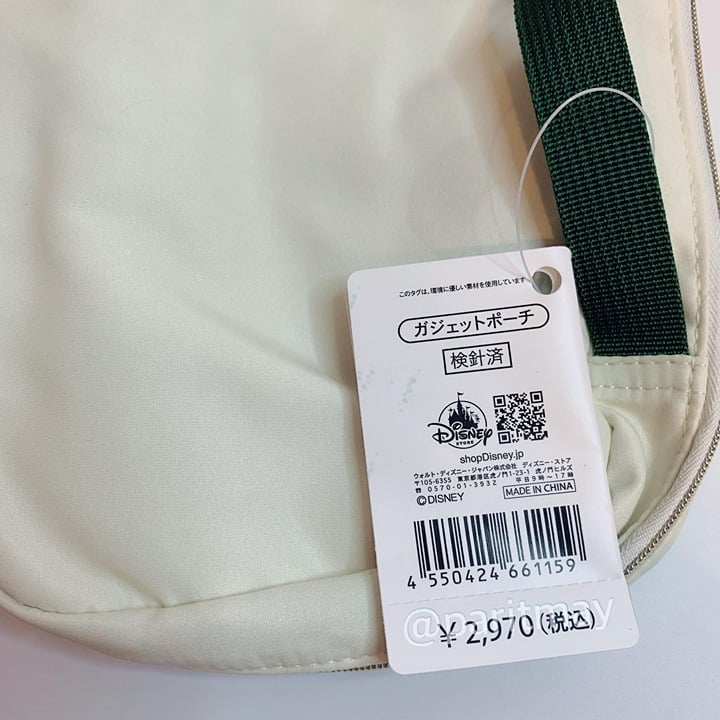 このタグは、環境に優しい素材を使用しています
ガジェットポーチ
検針済
Disney
STORE
shopDisney.jp
ウォルト・ディズニー・ジャパン株式会社 ディズニー・ストア
〒105-6355 東京都港区虎ノ門1-23-1 虎ノ門ヒルズ
☎ 0570-01-3932 平日9時～17時
©DISNEY MADE IN CHINA
4 550424 661159
@paritmay
¥2,970(税込)